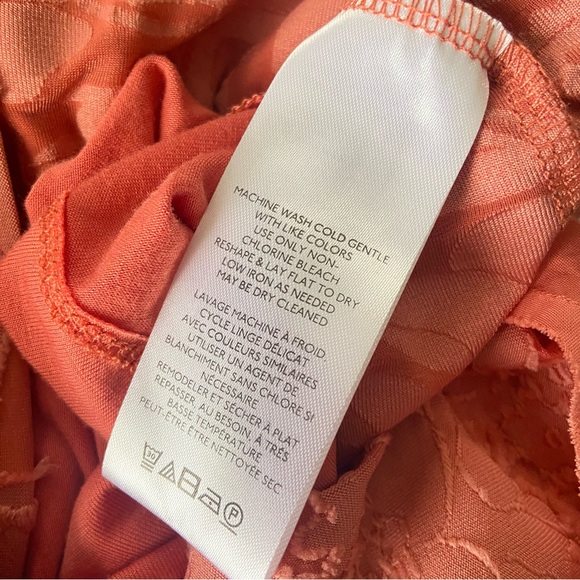 MACHINE WASH COLD GENTLE
WITH LIKE COLORS
USE ONLY NON-
CHLORINE BLEACH
RESHAPE & LAY FLAT TO DRY
LOW IRON AS NEEDED
MAY BE DRY CLEANED
LAVAGE MACHINE À FROID,
CYCLE LINGE DÉLICAT
AVEC COULEURS SIMILAIRES
UTILISER UN AGENT DE
BLANCHIMENT SANS CHLORE SI
NÉCESSAIRE
REMODELER ET SÉCHER À PLAT
REPASSER, AU BESOIN, À TRÈS
BASSE TEMPÉRATURE
PEUT-ÊTRE ÊTRE NETTOYÉE SEC
30 P